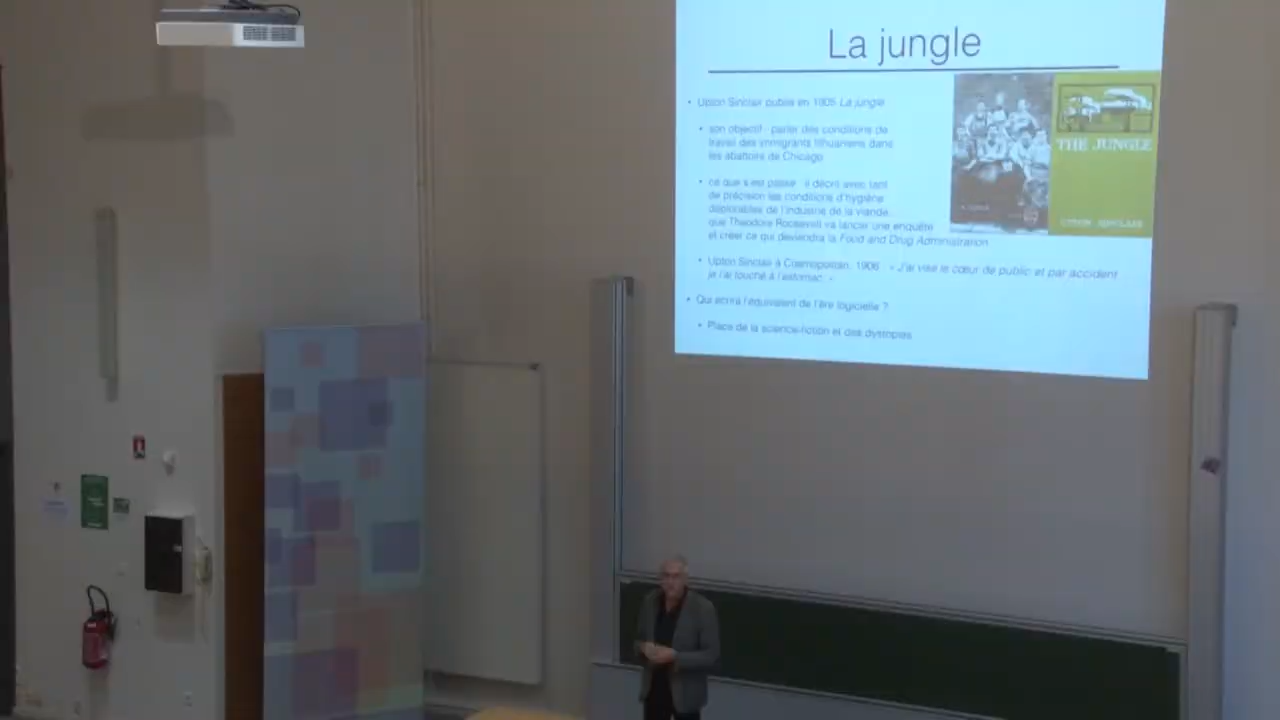 La jungle
• Upton Sinclair publie en 1905 La jungle
• son objectif : parler des conditions de
travail des immigrants lithuaniens dans
les abattoirs de Chicago
• ce que s'est passé : il décrit avec tant
de précision les conditions d'hygiène
déplorables de l'industrie de la viande,
que Theodore Roosevelt va lancer une enquête
et créer ce qui deviendra la Food and Drug Administration
• Upton Sinclair à Cosmopolitan, 1906 : « J'ai visé le cœur de public et par accident
je l'ai touché à l'estomac. »
• Qui écrira l'équivalent de l'ère logicielle ?
• Place de la science-fiction et des dystopies
THE JUNGLE
UPTON SINCLAIR